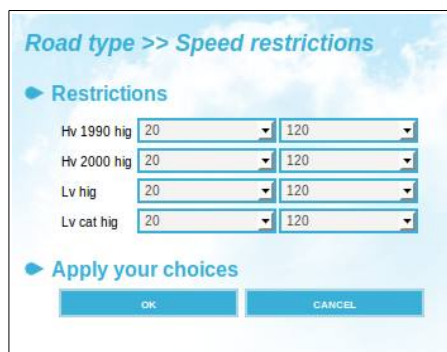 Road type >> Speed restrictions
Restrictions
Hv 1990 hig 20 120
Hv 2000 hig 20 120
Lv hig 20 120
Lv cat hig 20 120
Apply your choices
OK CANCEL